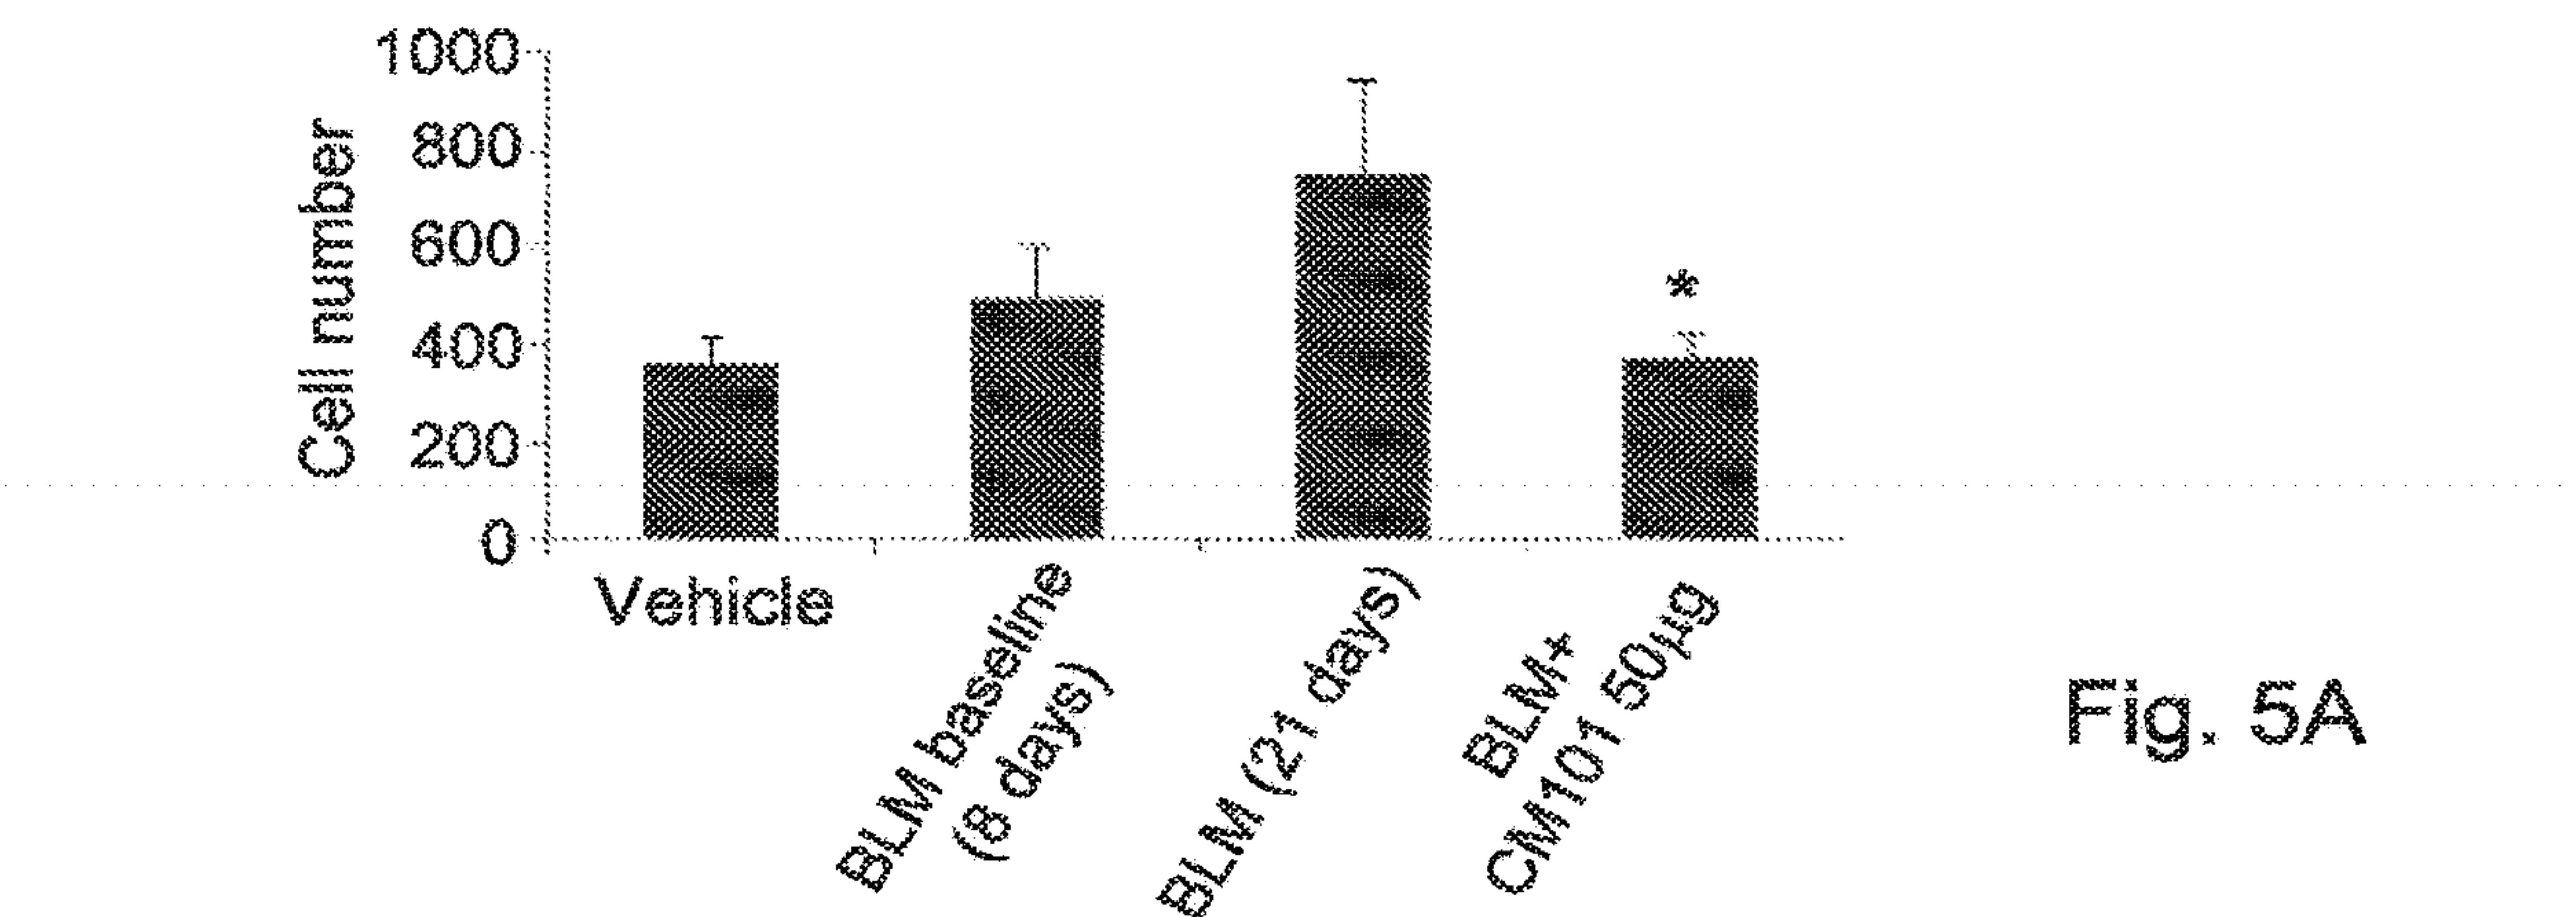 1000
800
600
400
200
0
Cell number
*
Vehicle
BLM baseline
(8 days)
BLM (21 days)
BLM+
CM101 50µg
Fig. 5A